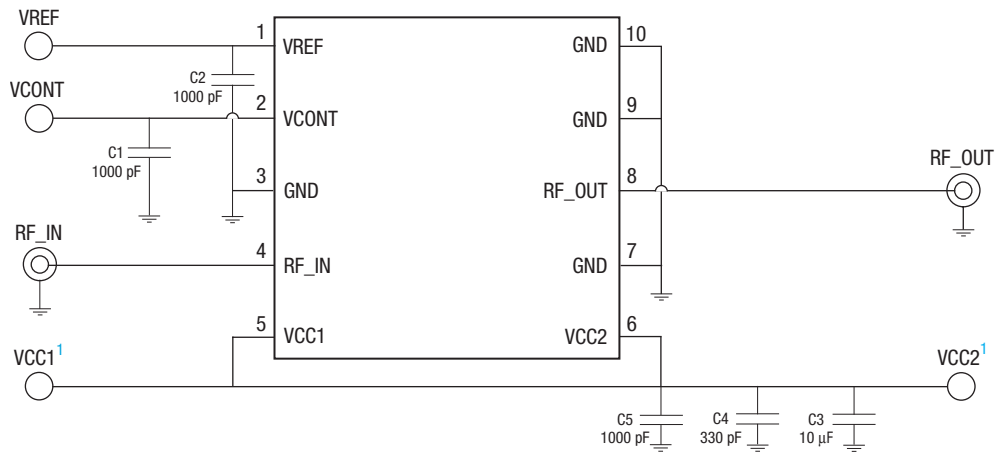 VREF
1
VREF
GND
10
C2
1000 pF
VCONT
2
VCONT
GND
9
C1
1000 pF
3
GND
RF_OUT
8
RF_OUT
RF_IN
4
RF_IN
GND
7
5
VCC1
VCC2
6
VCC1¹
VCC2¹
C5
1000 pF
C4
330 pF
C3
10 µF